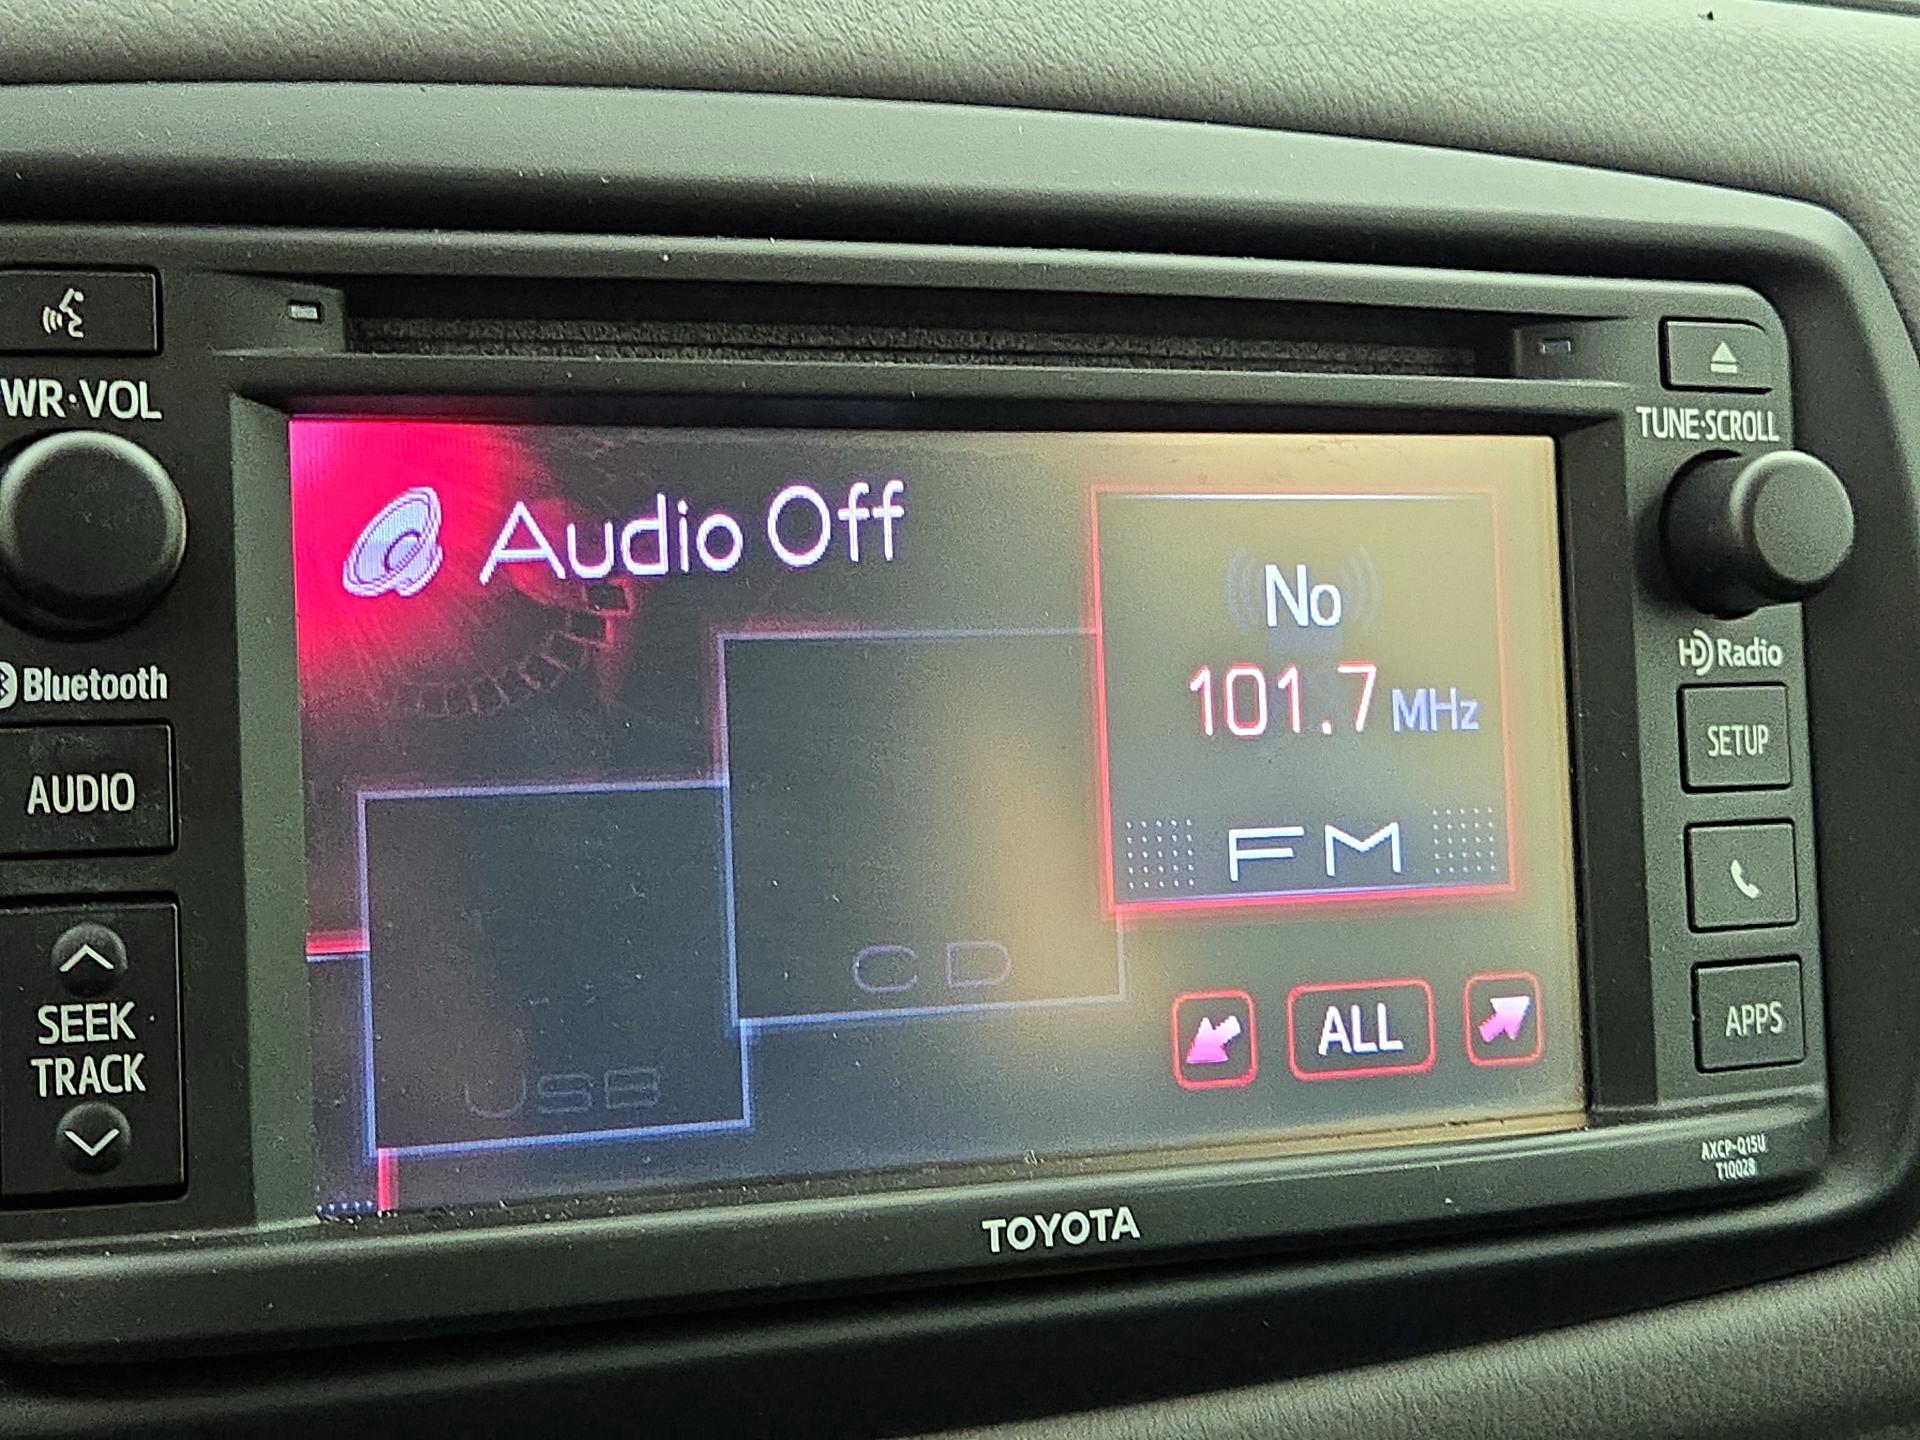 WR·VOL
Bluetooth
AUDIO
SEEK
TRACK
Audio Off
No
101.7 MHz
FM
CD
USB
ALL
TOYOTA
TUNE·SCROLL
HD Radio
SETUP
APPS
AXCP-Q15U
T10028